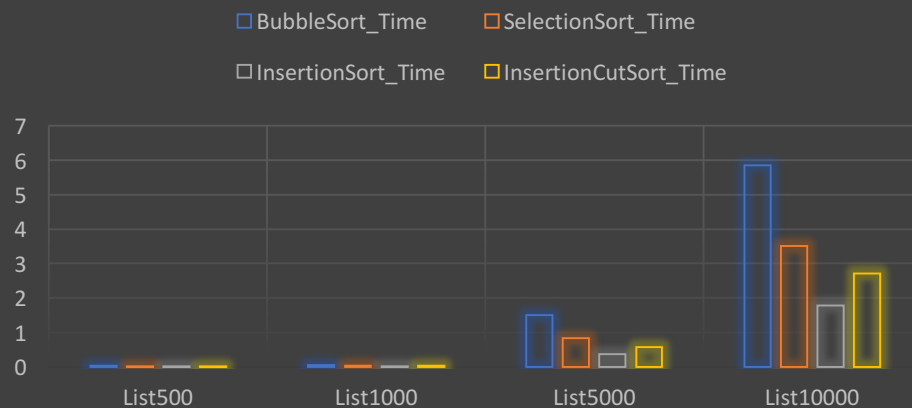 BubbleSort_Time SelectionSort_Time
InsertionSort_Time InsertionCutSort_Time
7
6
5
4
3
2
1
0
List500 List1000 List5000 List10000